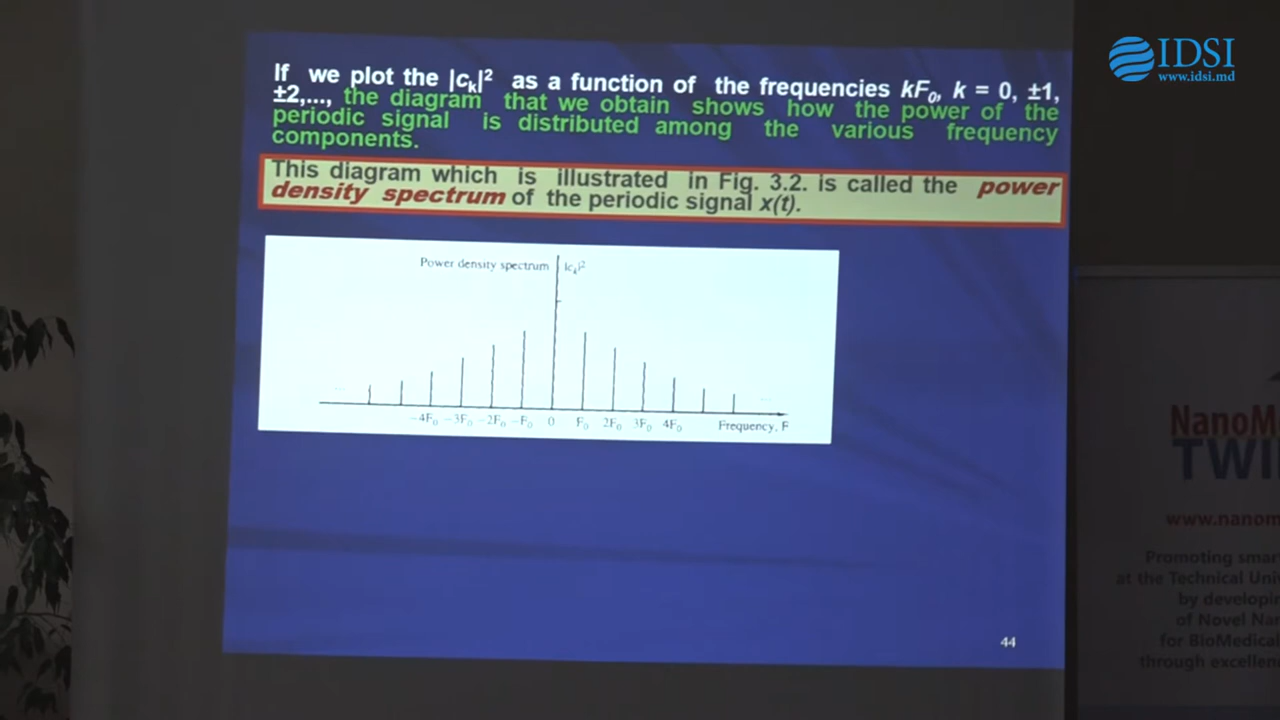 IDSI
www.idsi.md
If we plot the |cₖ|² as a function of the frequencies kF₀, k = 0, ±1,
±2,..., the diagram that we obtain shows how the power of the
periodic signal is distributed among the various frequency
components.
This diagram which is illustrated in Fig. 3.2. is called the power
density spectrum of the periodic signal x(t).
Power density spectrum |cₖ|²
... ...
−4F₀ −3F₀ −2F₀ −F₀ 0 F₀ 2F₀ 3F₀ 4F₀ Frequency, F
44
NanoM
TWI
www.nanom
Promoting smar
at the Technical Uni
by developi
of Novel Na
for BioMedica
through excellen